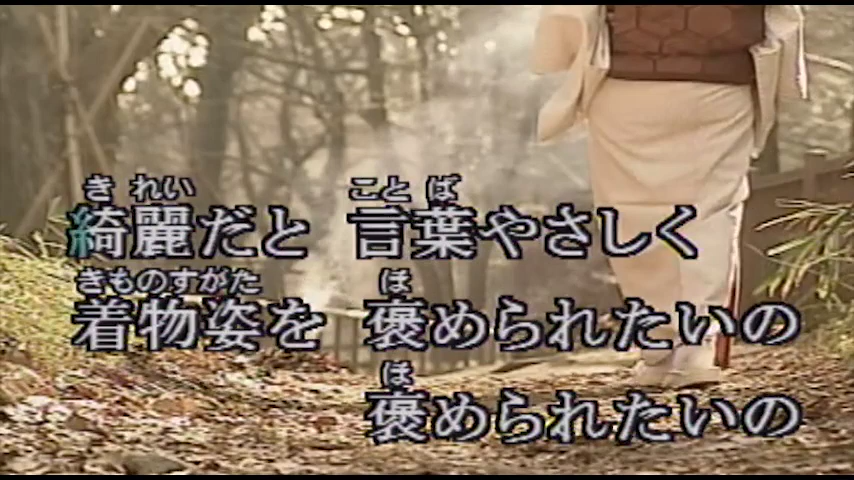 きれい ことば
綺麗だと 言葉やさしく
きものすがた ほ
着物姿を 褒められたいの
ほ
褒められたいの